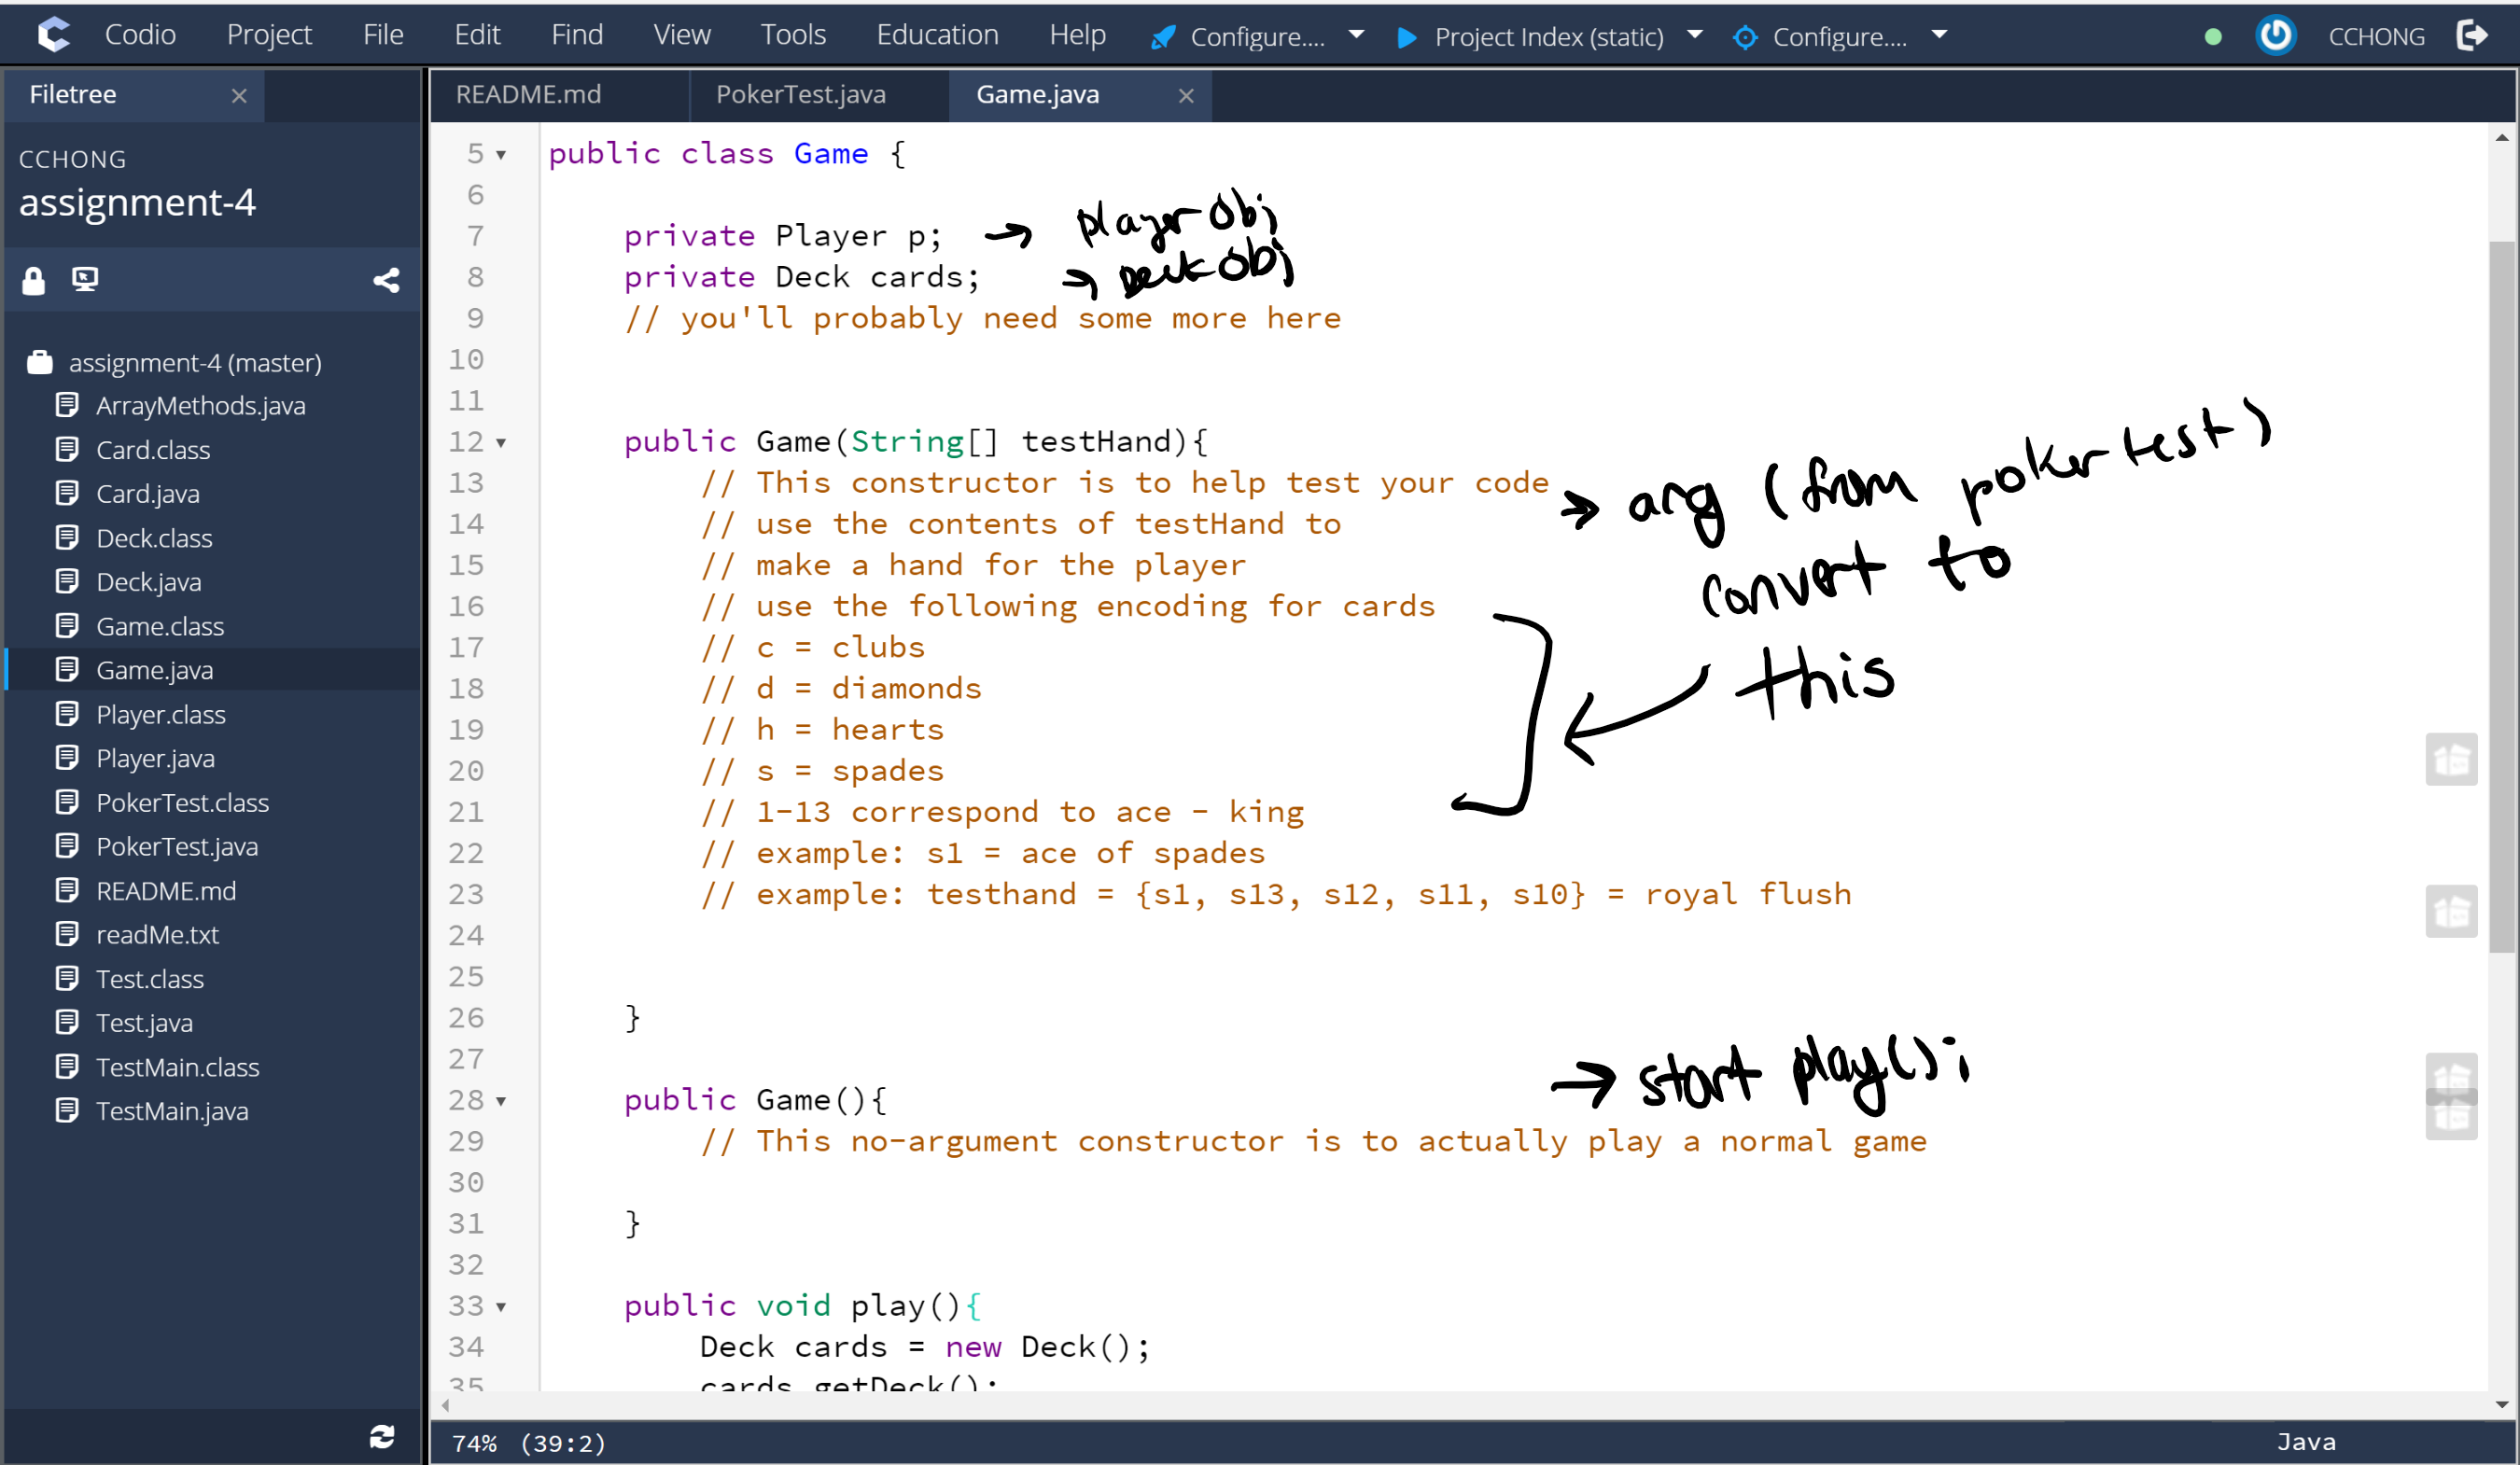 Codio Project File Edit Find View Tools Education Help Configure.... Project Index (static) Configure.... CCHONG
Filetree
README.md PokerTest.java Game.java
CCHONG
assignment-4
assignment-4 (master)
ArrayMethods.java
Card.class
Card.java
Deck.class
Deck.java
Game.class
Game.java
Player.class
Player.java
PokerTest.class
PokerTest.java
README.md
readMe.txt
Test.class
Test.java
TestMain.class
TestMain.java
5 public class Game {
6
7 private Player p; → player obj
8 private Deck cards; → Deck obj
9 // you'll probably need some more here
10
11
12 public Game(String[] testHand){
13 // This constructor is to help test your code → arg (from poker test)
14 // use the contents of testHand to
15 // make a hand for the player convert to
16 // use the following encoding for cards
17 // c = clubs this
18 // d = diamonds
19 // h = hearts
20 // s = spades
21 // 1-13 correspond to ace - king
22 // example: s1 = ace of spades
23 // example: testhand = {s1, s13, s12, s11, s10} = royal flush
24
25
26 }
27 → start play();
28 public Game(){
29 // This no-argument constructor is to actually play a normal game
30
31 }
32
33 public void play(){
34 Deck cards = new Deck();
35 cards.getDeck();
74% (39:2) Java